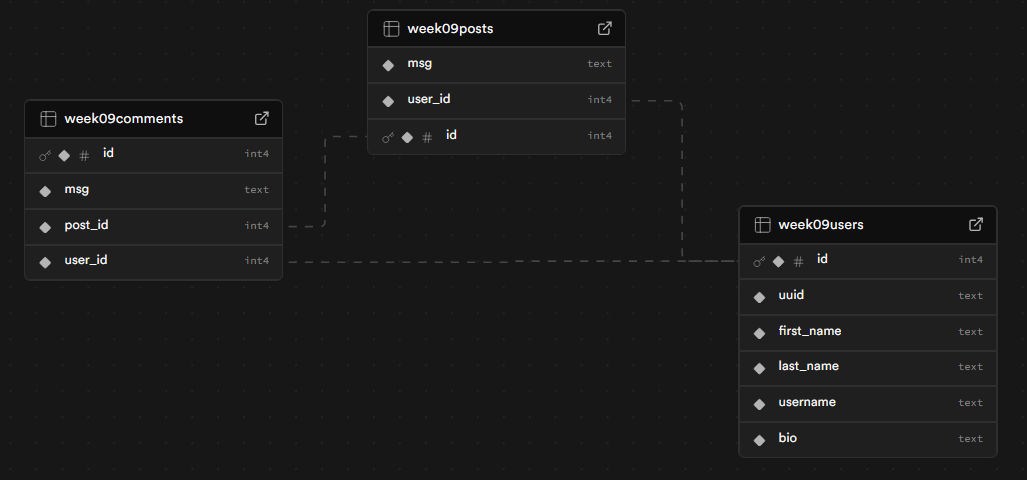 week09posts
msg text
user_id int4
# id int4
week09comments
# id int4
msg text
post_id int4
user_id int4
week09users
# id int4
uuid text
first_name text
last_name text
username text
bio text